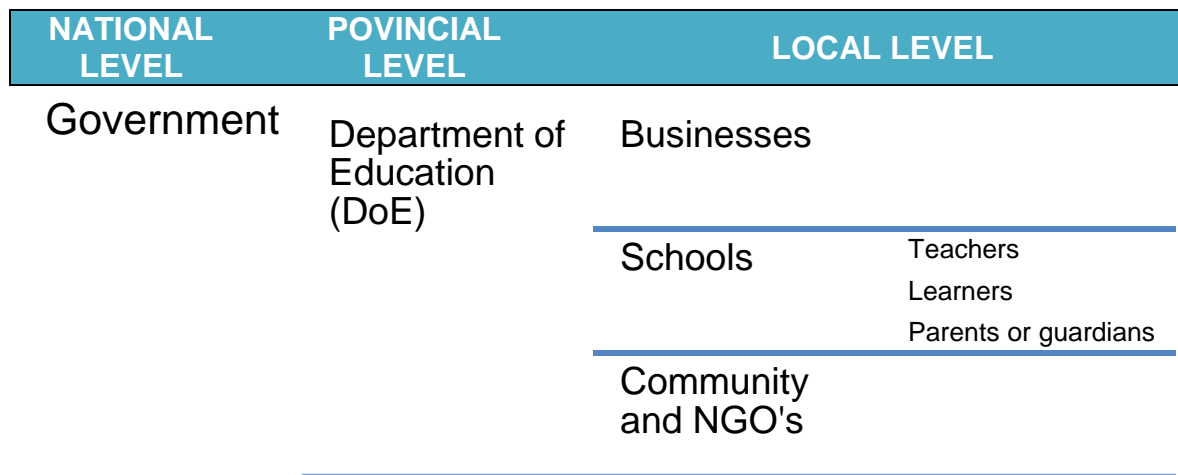 NATIONAL
LEVEL
POVINCIAL
LEVEL
LOCAL LEVEL
Government
Department of
Education
(DoE)
Businesses
Schools
Teachers
Learners
Parents or guardians
Community
and NGO's